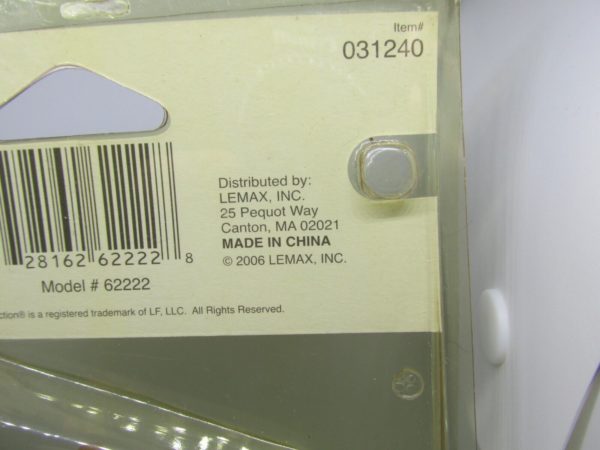 Item#
031240
Distributed by:
LEMAX, INC.
25 Pequot Way
Canton, MA 02021
MADE IN CHINA
© 2006 LEMAX, INC.
28162 62222 8
Model # 62222
ction® is a registered trademark of LF, LLC. All Rights Reserved.